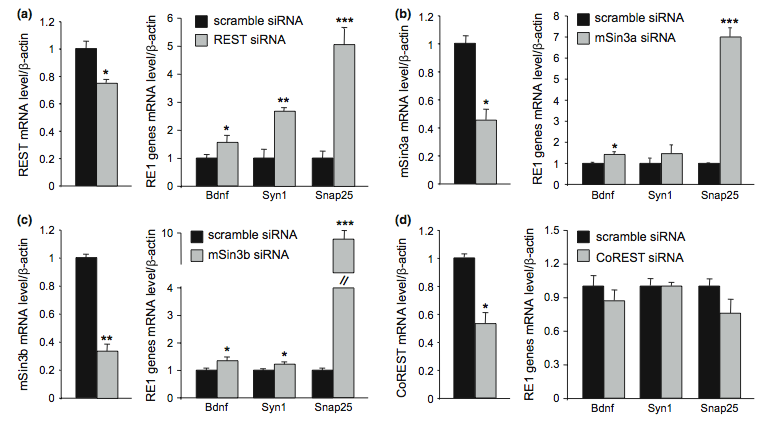 (a)
REST mRNA level/β-actin
1.2
1
0.8
0.6
0.4
0.2
0
*
RE1 genes mRNA level/β-actin
6
5
4
3
2
1
0
scramble siRNA
REST siRNA
*
**
***
Bdnf Syn1 Snap25
(b)
mSin3a mRNA level/β-actin
1.2
1
0.8
0.6
0.4
0.2
0
*
RE1 genes mRNA level/β-actin
8
7
6
5
4
3
2
1
0
scramble siRNA
mSin3a siRNA
*
***
Bdnf Syn1 Snap25
(c)
mSin3b mRNA level/β-actin
1.2
1
0.8
0.6
0.4
0.2
0
**
RE1 genes mRNA level/β-actin
10
4
3
2
1
0
scramble siRNA
mSin3b siRNA
*
*
***
//
Bdnf Syn1 Snap25
(d)
CoREST mRNA level/β-actin
1.2
1
0.8
0.6
0.4
0.2
0
*
RE1 genes mRNA level/β-actin
1.5
1.2
0.9
0.6
0.3
0
scramble siRNA
CoREST siRNA
Bdnf Syn1 Snap25